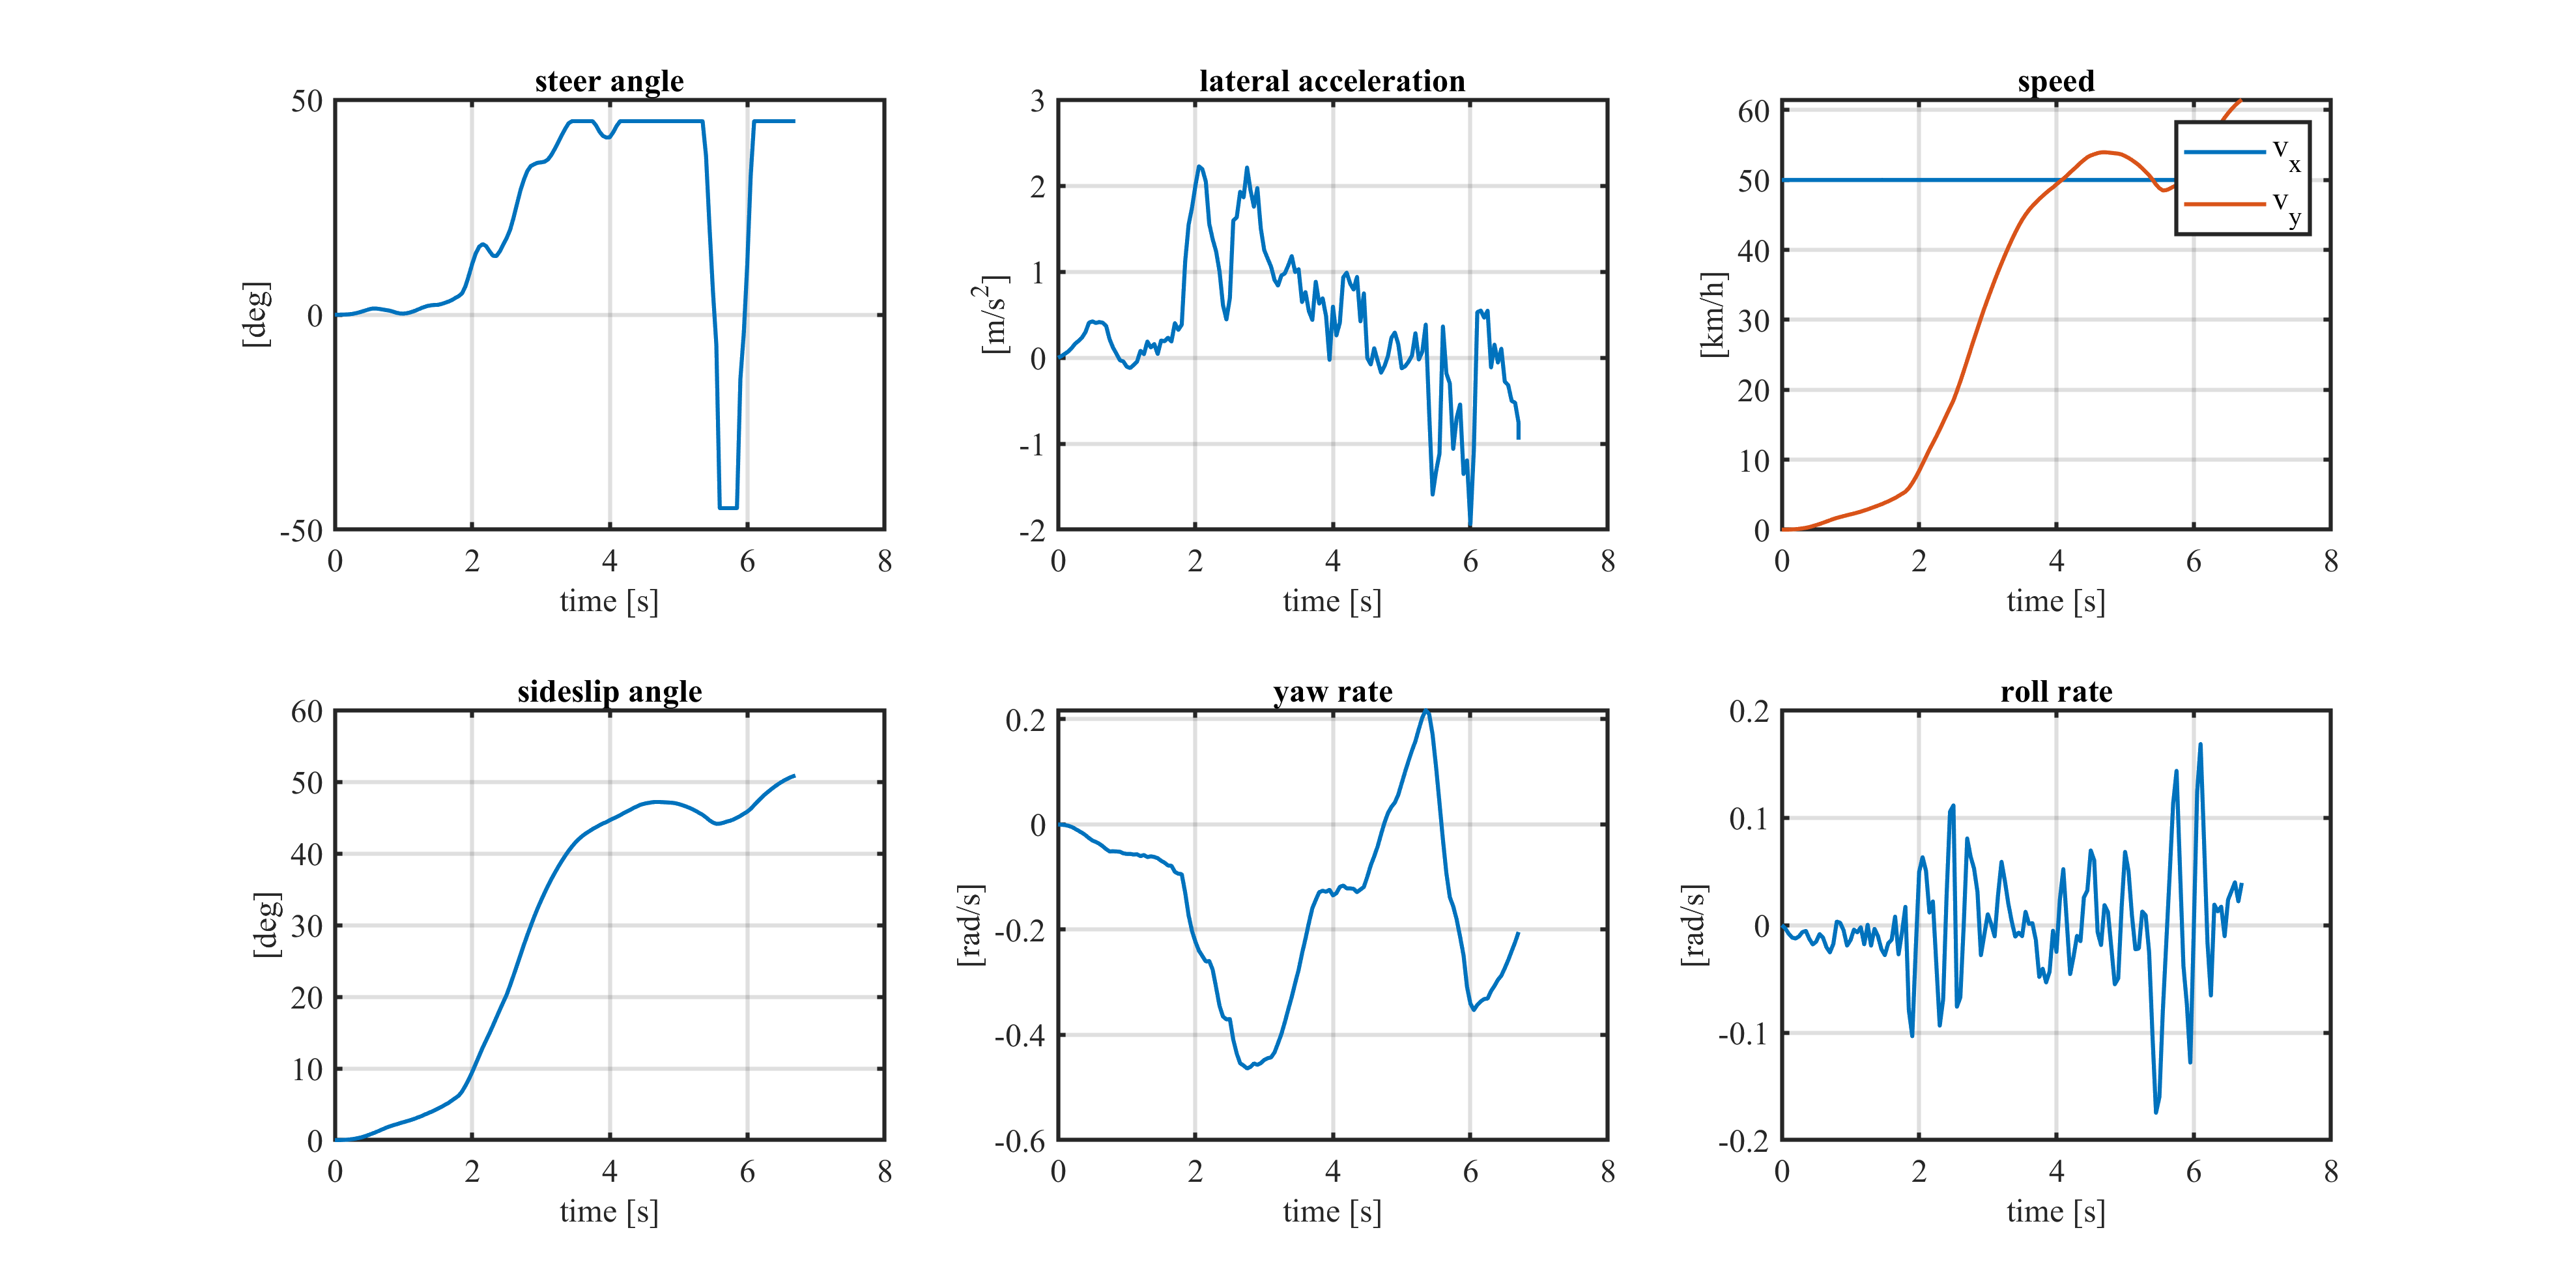 steer angle
50
0
-50
[deg]
0 2 4 6 8
time [s]
lateral acceleration
3
2
1
0
-1
-2
[m/s²]
0 2 4 6 8
time [s]
speed
60
50
40
30
20
10
0
[km/h]
v_x
v_y
0 2 4 6 8
time [s]
sideslip angle
60
50
40
30
20
10
0
[deg]
0 2 4 6 8
time [s]
yaw rate
0.2
0
-0.2
-0.4
-0.6
[rad/s]
0 2 4 6 8
time [s]
roll rate
0.2
0.1
0
-0.1
-0.2
[rad/s]
0 2 4 6 8
time [s]